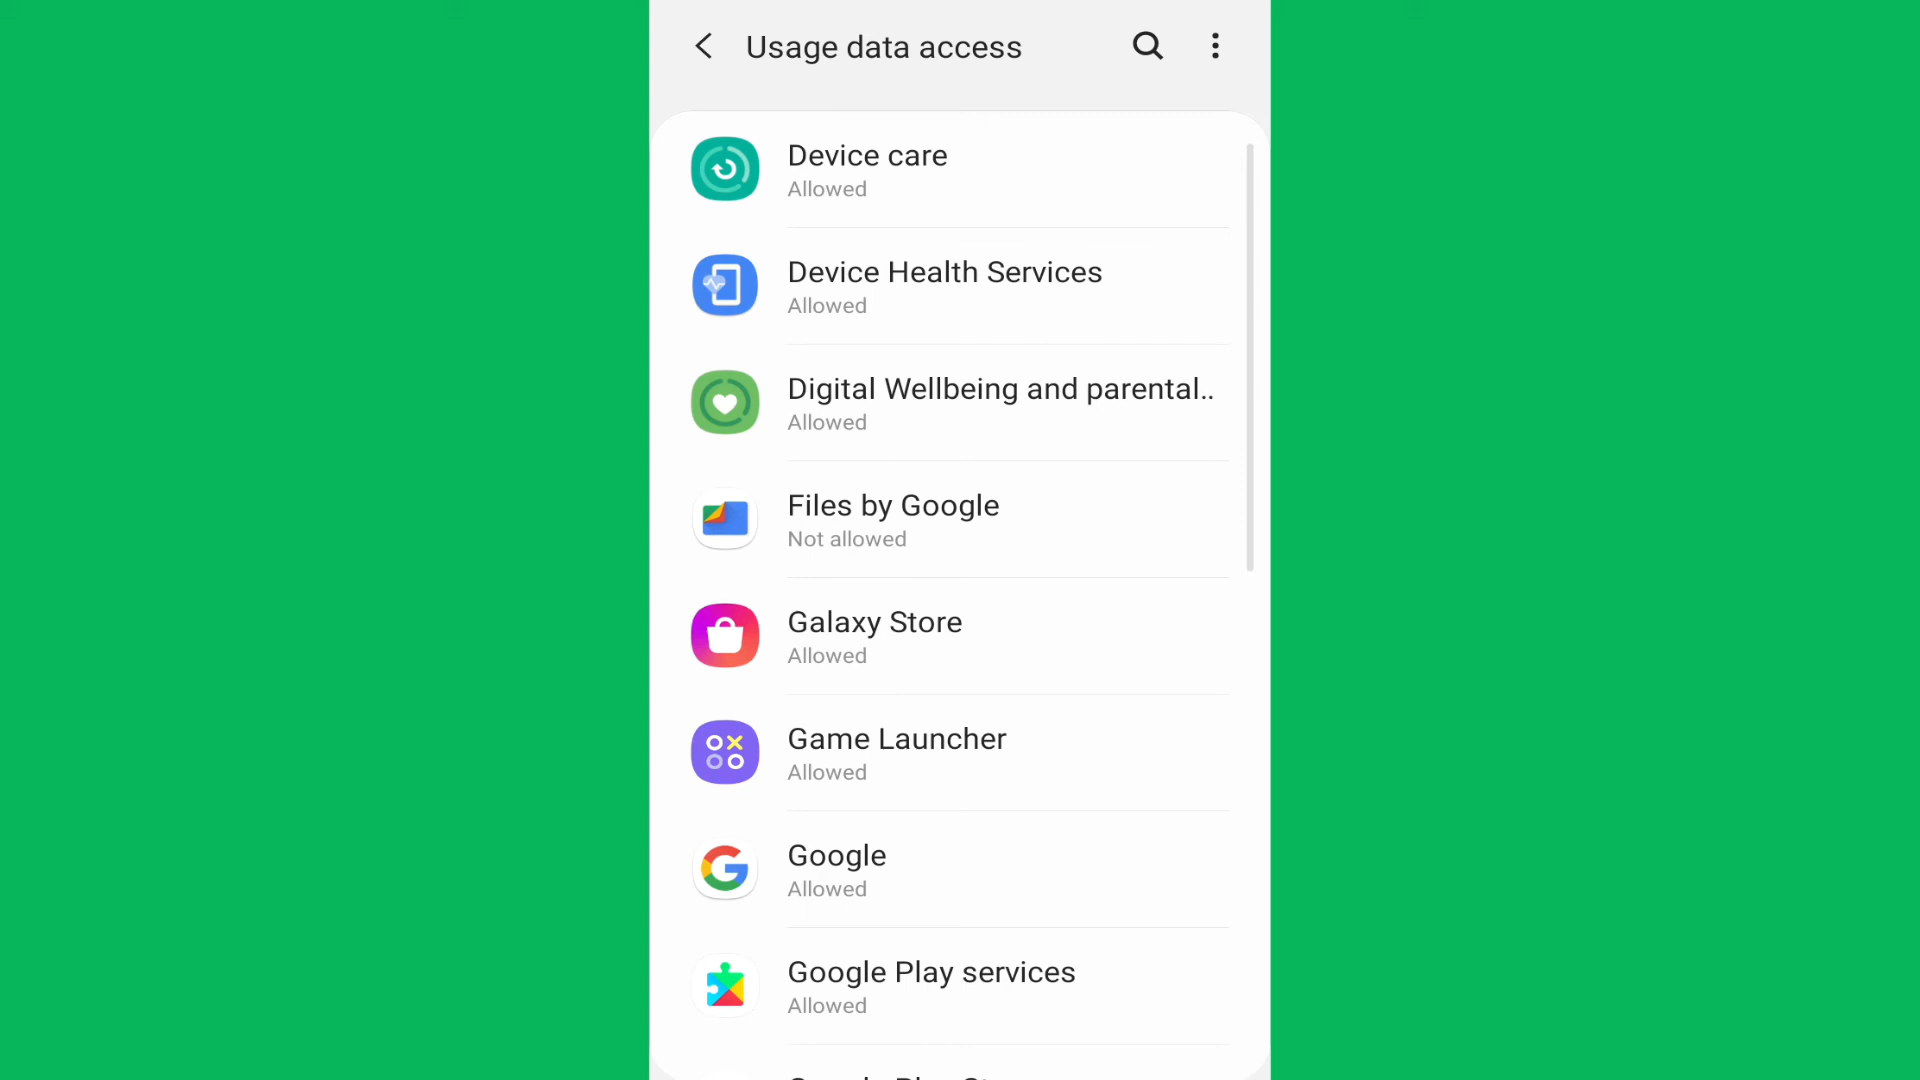 Usage data access
Device care
Allowed
Device Health Services
Allowed
Digital Wellbeing and parental..
Allowed
Files by Google
Not allowed
Galaxy Store
Allowed
Game Launcher
Allowed
Google
Allowed
Google Play services
Allowed